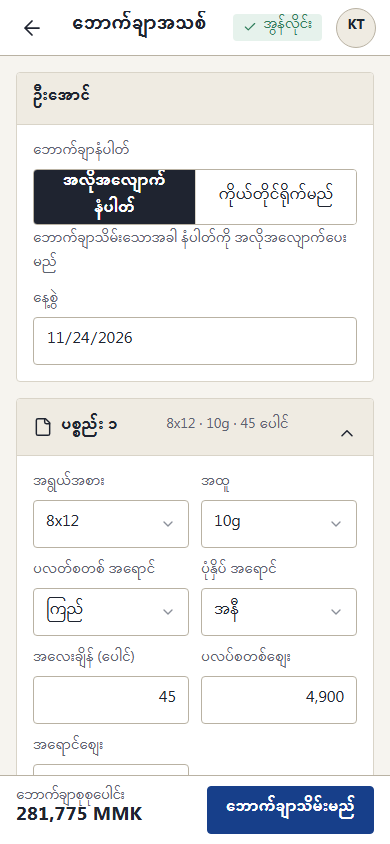 ဘောက်ချာအသစ်
အွန်လိုင်း
KT
ဦးအောင်
ဘောက်ချာနံပါတ်
အလိုအလျောက်
နံပါတ်
ကိုယ်တိုင်ရိုက်မည်
ဘောက်ချာသိမ်းသောအခါ နံပါတ်ကို အလိုအလျောက်ပေး
မည်
နေ့စွဲ
11/24/2026
ပစ္စည်း ၁
8x12 · 10g · 45 ပေါင်
အရွယ်အစား
အထူ
8x12
10g
ပလတ်စတစ် အရောင်
ပုံနှိပ် အရောင်
ကြည်
အနီ
အလေးချိန် (ပေါင်)
ပလပ်စတစ်ဈေး
45
4,900
အရောင်ဈေး
ဘောက်ချာစုစုပေါင်း
281,775 MMK
ဘောက်ချာသိမ်းမည်